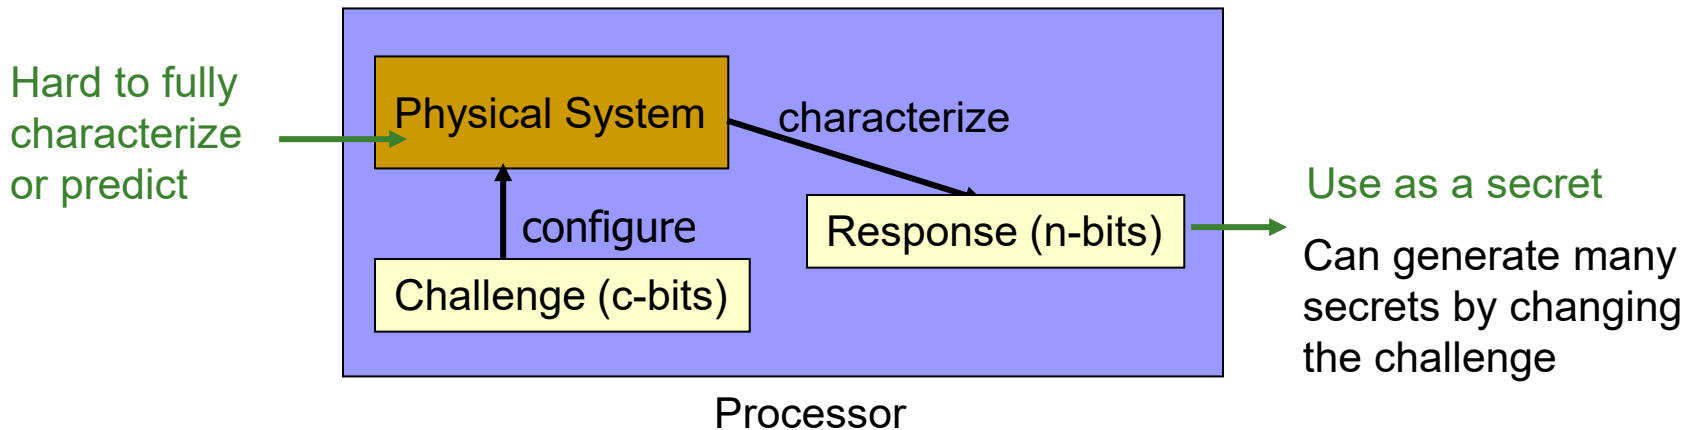 Hard to fully
characterize
or predict
Physical System
characterize
configure
Challenge (c-bits)
Response (n-bits)
Use as a secret
Can generate many
secrets by changing
the challenge
Processor